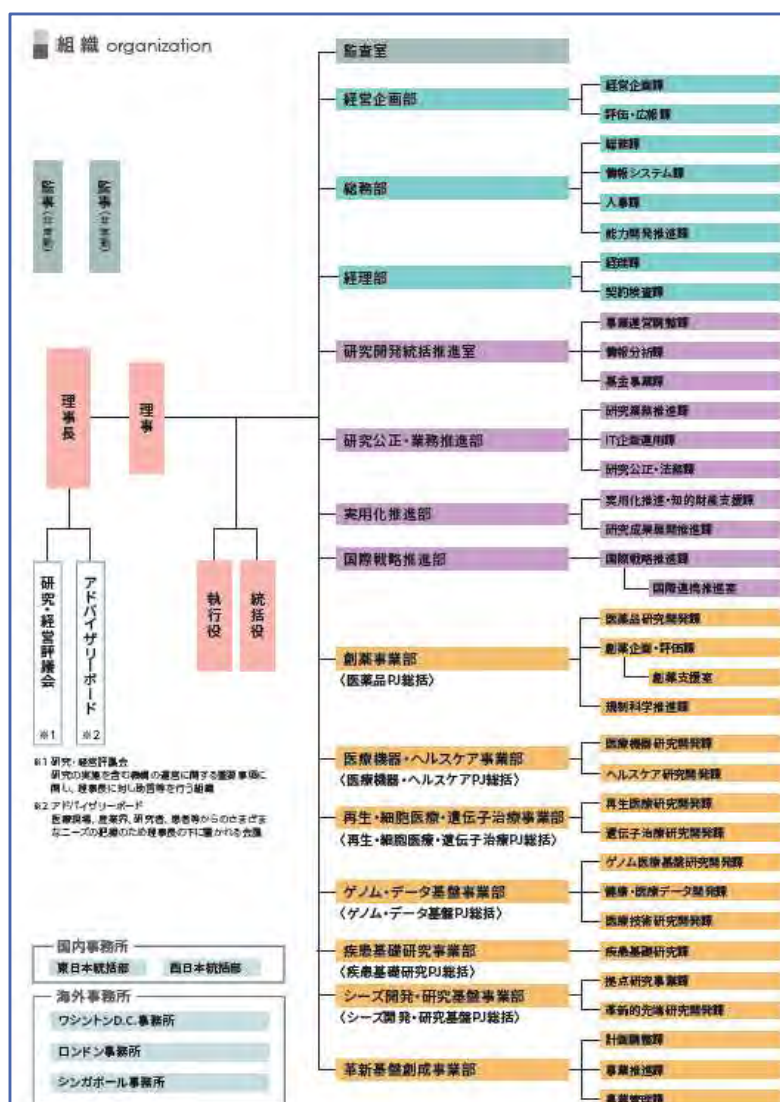 組織 organization
監事(非常勤)
監事(非常勤)
理事長
理事
研究・経営評議会
※1
アドバイザリーボード
※2
執行役
統括役
※1 研究・経営評議会
研究の実施を含む機構の運営に関する重要事項に
関し、理事長に対し助言等を行う組織
※2 アドバイザリーボード
医療現場、産業界、研究者、患者等からのさまざま
なニーズの把握のため理事長の下に置かれる会議
国内事務所
東日本統括部
西日本統括部
海外事務所
ワシントンD.C.事務所
ロンドン事務所
シンガポール事務所
監査室
経営企画部
経営企画課
評価・広報課
総務部
総務課
情報システム課
人事課
能力開発推進課
経理部
経理課
契約検査課
研究開発統括推進室
事業運営調整課
情報分析課
基金事業課
研究公正・業務推進部
研究業務推進課
IT企画運用課
研究公正・法務課
実用化推進部
実用化推進・知的財産支援課
研究成果展開推進課
国際戦略推進部
国際戦略推進課
国際連携推進室
創薬事業部
〈医薬品PJ総括〉
医薬品研究開発課
創薬企画・評価課
創薬支援室
規制科学推進課
医療機器・ヘルスケア事業部
〈医療機器・ヘルスケアPJ総括〉
医療機器研究開発課
ヘルスケア研究開発課
再生・細胞医療・遺伝子治療事業部
〈再生・細胞医療・遺伝子治療PJ総括〉
再生医療研究開発課
遺伝子治療研究開発課
ゲノム・データ基盤事業部
〈ゲノム・データ基盤PJ総括〉
ゲノム医療基盤研究開発課
健康・医療データ開発課
医療技術研究開発課
疾患基礎研究事業部
〈疾患基礎研究PJ総括〉
疾患基礎研究課
シーズ開発・研究基盤事業部
〈シーズ開発・研究基盤PJ総括〉
拠点研究事業課
革新的先端研究開発課
革新基盤創成事業部
計画調整課
事業推進課
事業管理課